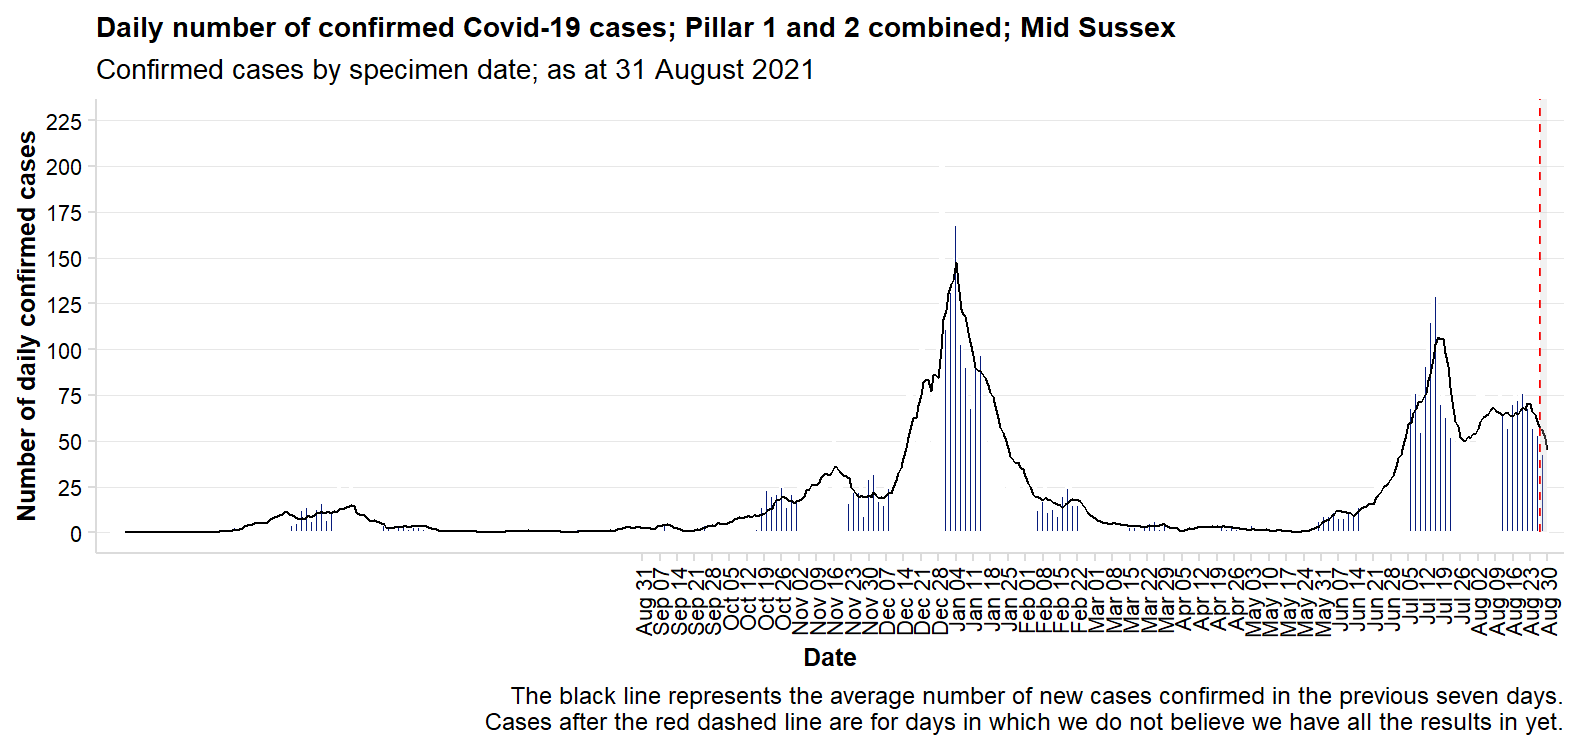 Daily number of confirmed Covid-19 cases; Pillar 1 and 2 combined; Mid Sussex
Confirmed cases by specimen date; as at 31 August 2021
Number of daily confirmed cases
225
200
175
150
125
100
75
50
25
0
Aug 31
Sep 07
Sep 14
Sep 21
Sep 28
Oct 05
Oct 12
Oct 19
Oct 26
Nov 02
Nov 09
Nov 16
Nov 23
Nov 30
Dec 07
Dec 14
Dec 21
Dec 28
Jan 04
Jan 11
Jan 18
Jan 25
Feb 01
Feb 08
Feb 15
Feb 22
Mar 01
Mar 08
Mar 15
Mar 22
Mar 29
Apr 05
Apr 12
Apr 19
Apr 26
May 03
May 10
May 17
May 24
May 31
Jun 07
Jun 14
Jun 21
Jun 28
Jul 05
Jul 12
Jul 19
Jul 26
Aug 02
Aug 09
Aug 16
Aug 23
Aug 30
Date
The black line represents the average number of new cases confirmed in the previous seven days.
Cases after the red dashed line are for days in which we do not believe we have all the results in yet.